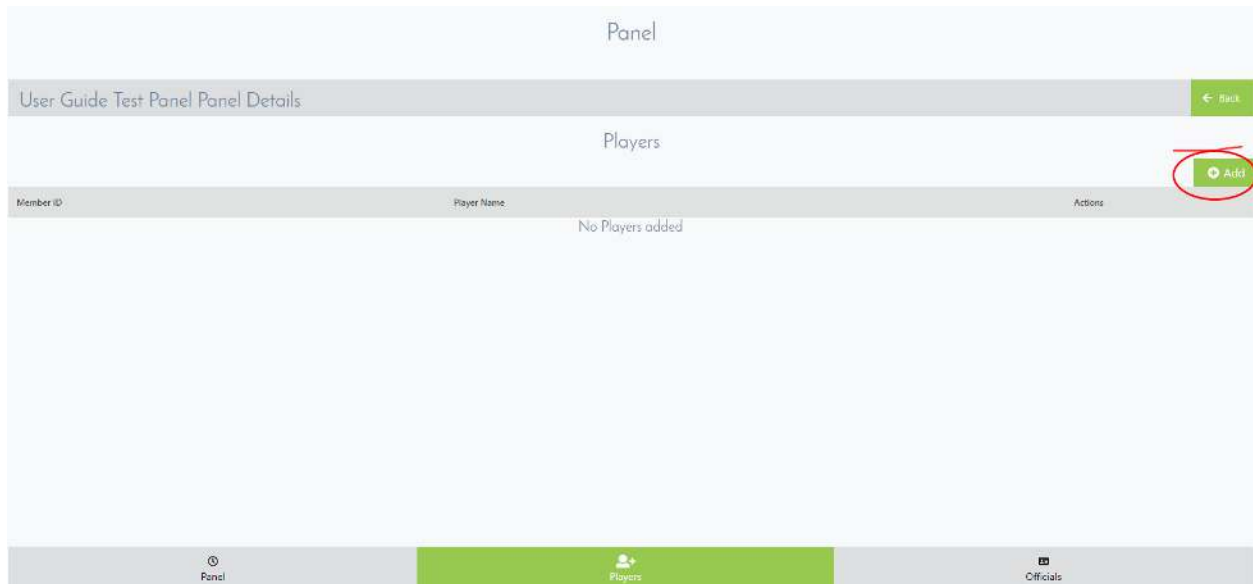 Panel
User Guide Test Panel Panel Details
Back
Players
Add
Member ID Player Name Actions
No Players added
Panel Players Officials